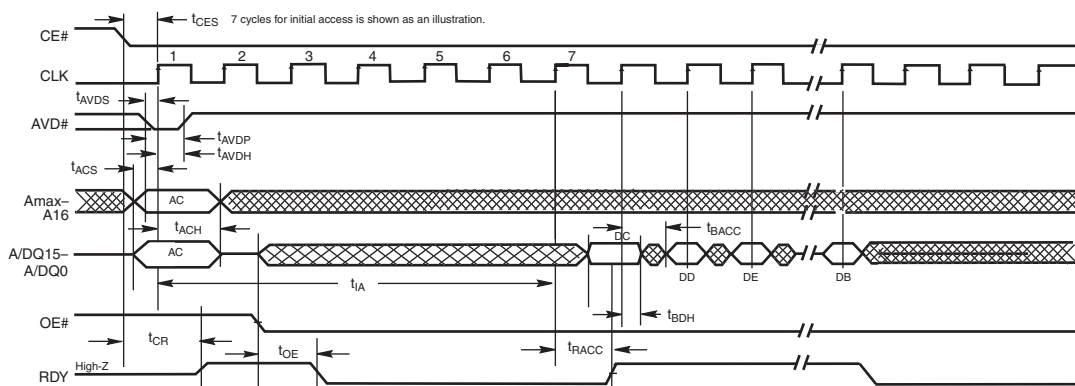 tCES 7 cycles for initial access is shown as an illustration.
CE#
1 2 3 4 5 6 7
CLK
tAVDS
AVD#
tAVDP
tAVDH
tACS
Amax–
A16
AC
tACH
DC
tBACC
A/DQ15–
A/DQ0
AC
DD
DE
DB
tIA
tBDH
OE#
tCR
tOE
tRACC
High-Z
RDY